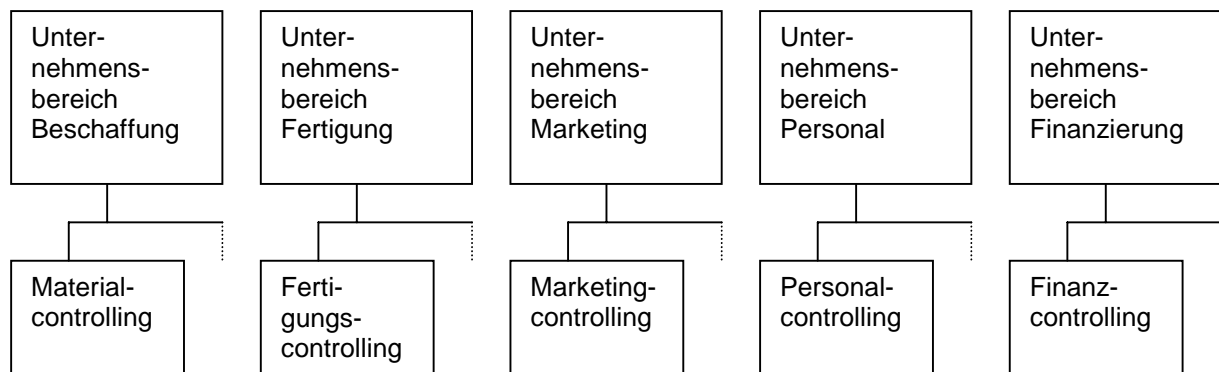 Unter-
nehmens-
bereich
Beschaffung
Unter-
nehmens-
bereich
Fertigung
Unter-
nehmens-
bereich
Marketing
Unter-
nehmens-
bereich
Personal
Unter-
nehmens-
bereich
Finanzierung
Material-
controlling
Ferti-
gungs-
controlling
Marketing-
controlling
Personal-
controlling
Finanz-
controlling